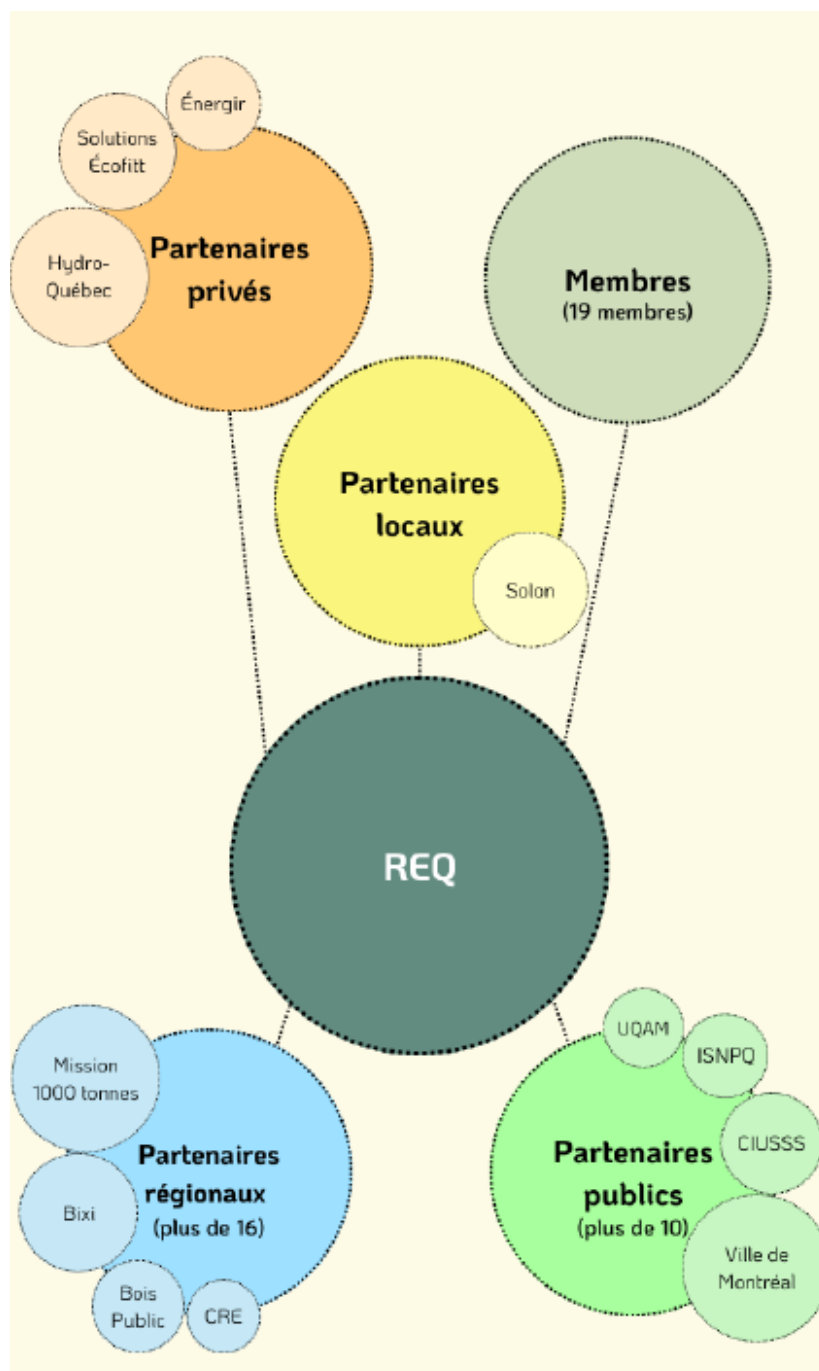 Énergir
Solutions
Écofitt
Hydro-
Québec
Partenaires
privés
Membres
(19 membres)
Partenaires
locaux
Solon
REQ
Mission
1000 tonnes
Bixi
Bois
Public
CRE
Partenaires
régionaux
(plus de 16)
UQAM
ISNPQ
CIUSSS
Ville de
Montréal
Partenaires
publics
(plus de 10)